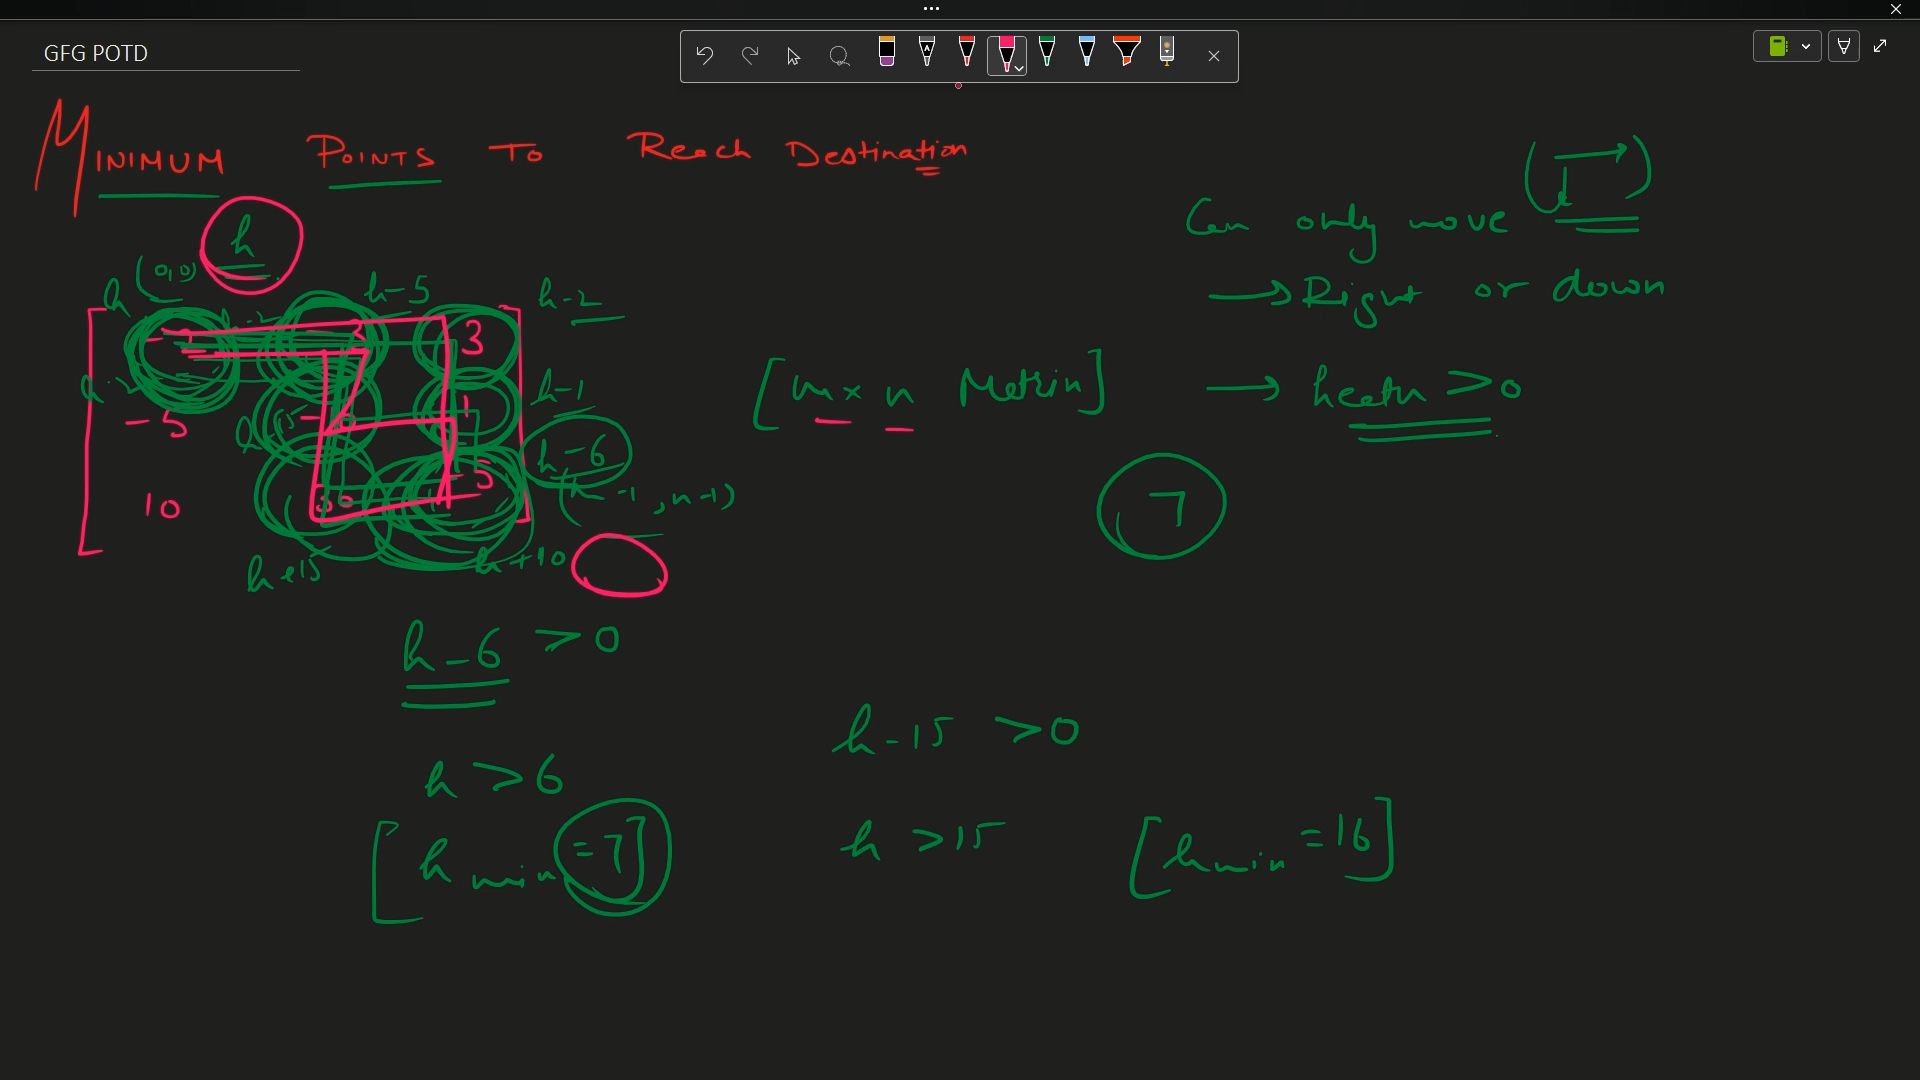 GFG POTD
MINIMUM POINTS To Reach Destination
Can only move
→ Right or down
h
(0,0)
h
h-5
h-2
3
h-1
-5
1
[m x n Matrix]
→ health > 0
h-6
-5
10
30
, n-1)
7
h+15
h+10
h-6 > 0
h-15 > 0
h > 6
h > 15
[h min = 7]
[h min = 16]